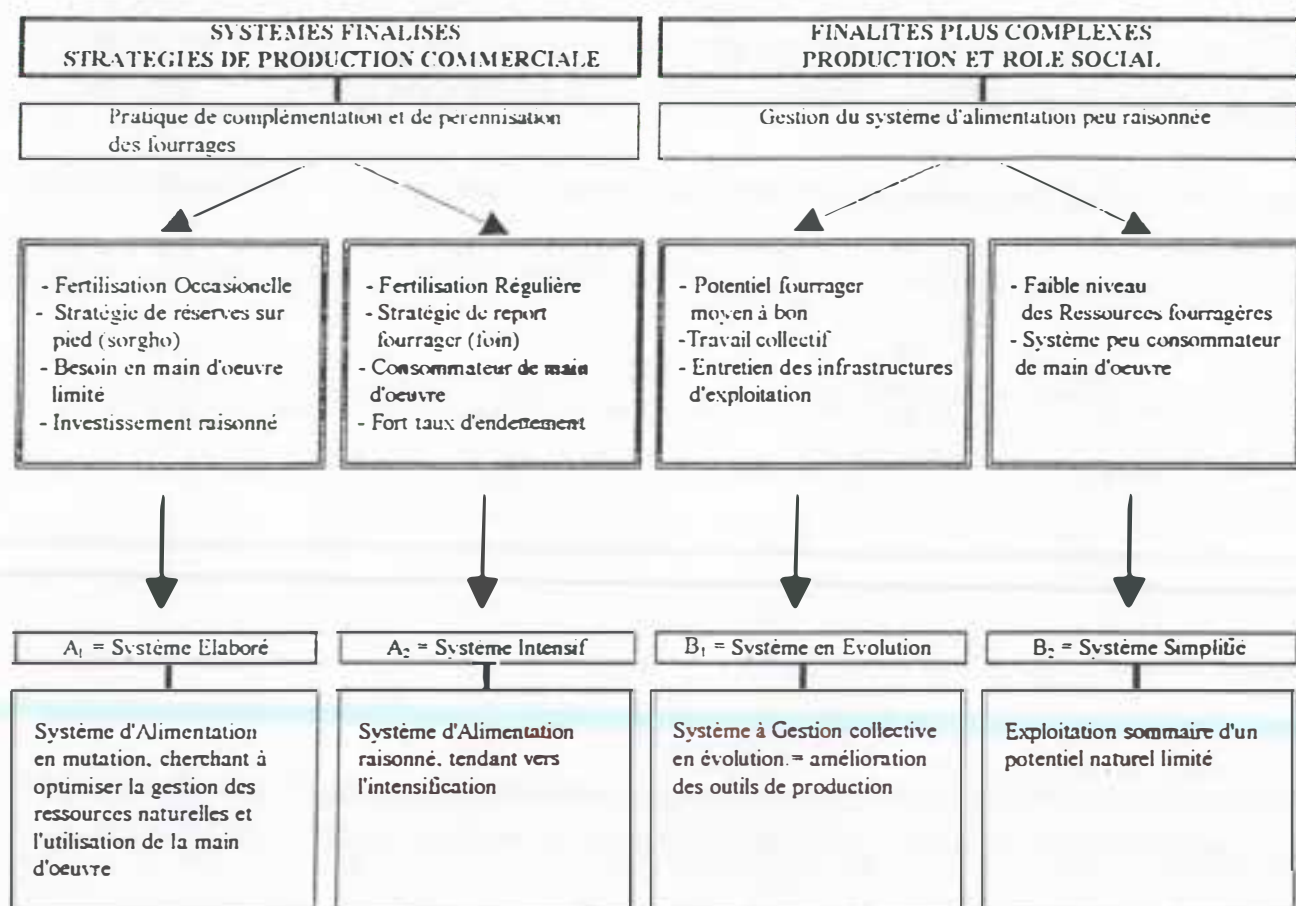 SYSTEMES FINALISES
STRATEGIES DE PRODUCTION COMMERCIALE
Pratique de complémentation et de pérennisation
des fourrages
- Fertilisation Occasionelle
- Stratégie de réserves sur
pied (sorgho)
- Besoin en main d'oeuvre
limité
- Investissement raisonné
- Fertilisation Régulière
- Stratégie de report
fourrager (foin)
- Consommateur de main
d'oeuvre
- Fort taux d'endettement
FINALITES PLUS COMPLEXES
PRODUCTION ET ROLE SOCIAL
Gestion du système d'alimentation peu raisonnée
- Potentiel fourrager
moyen à bon
-Travail collectif
- Entretien des infrastructures
d'exploitation
- Faible niveau
des Ressources fourragères
- Système peu consommateur
de main d'oeuvre
A₁ = Système Elaboré
Système d'Alimentation
en mutation, cherchant à
optimiser la gestion des
ressources naturelles et
l'utilisation de la main
d'oeuvre
A₂ = Système Intensif
Système d'Alimentation
raisonné, tendant vers
l'intensification
B₁ = Système en Evolution
Système à Gestion collective
en évolution.= amélioration
des outils de production
B₂ = Système Simplifié
Exploitation sommaire d'un
potentiel naturel limité